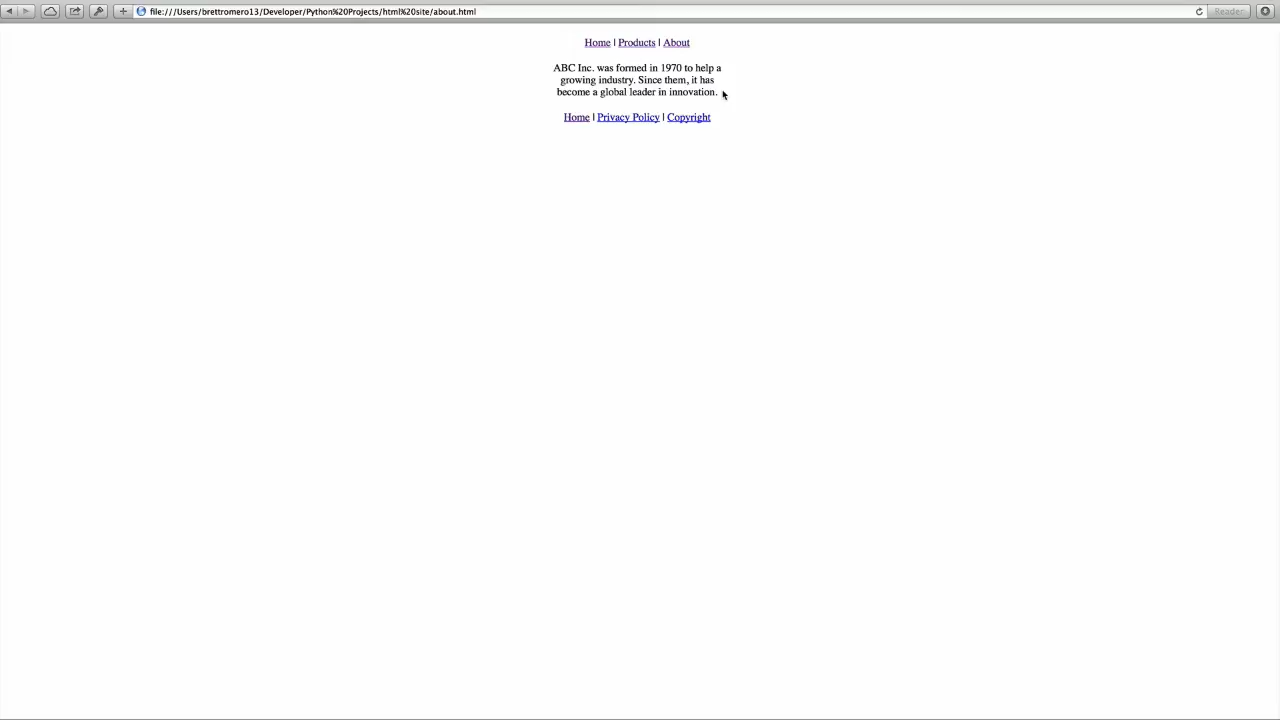 file:///Users/brettromero13/Developer/Python%20Projects/html%20site/about.html
Reader
Home | Products | About
ABC Inc. was formed in 1970 to help a
growing industry. Since them, it has
become a global leader in innovation.
Home | Privacy Policy | Copyright